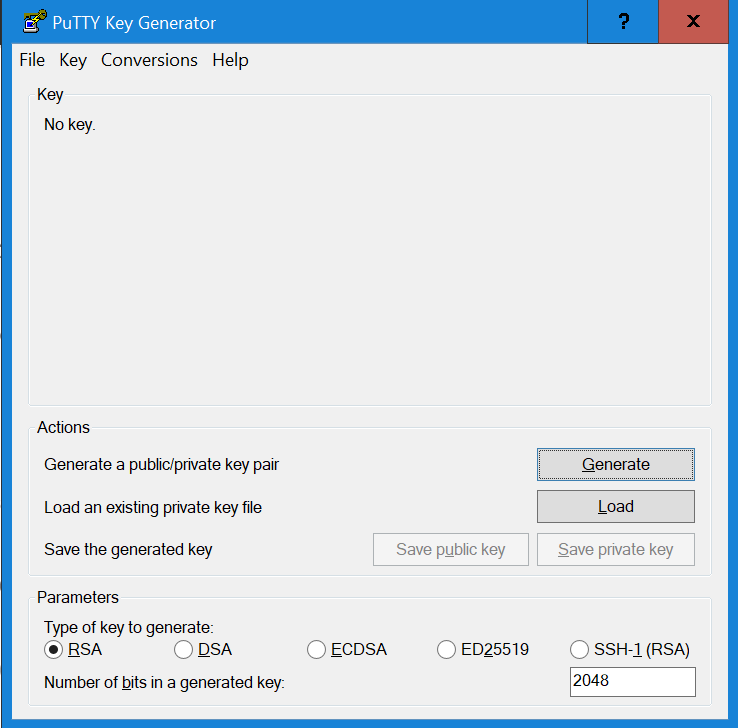 PuTTY Key Generator ? X
File Key Conversions Help
Key
No key.
Actions
Generate a public/private key pair Generate
Load an existing private key file Load
Save the generated key Save public key Save private key
Parameters
Type of key to generate:
RSA DSA ECDSA ED25519 SSH-1 (RSA)
Number of bits in a generated key: 2048